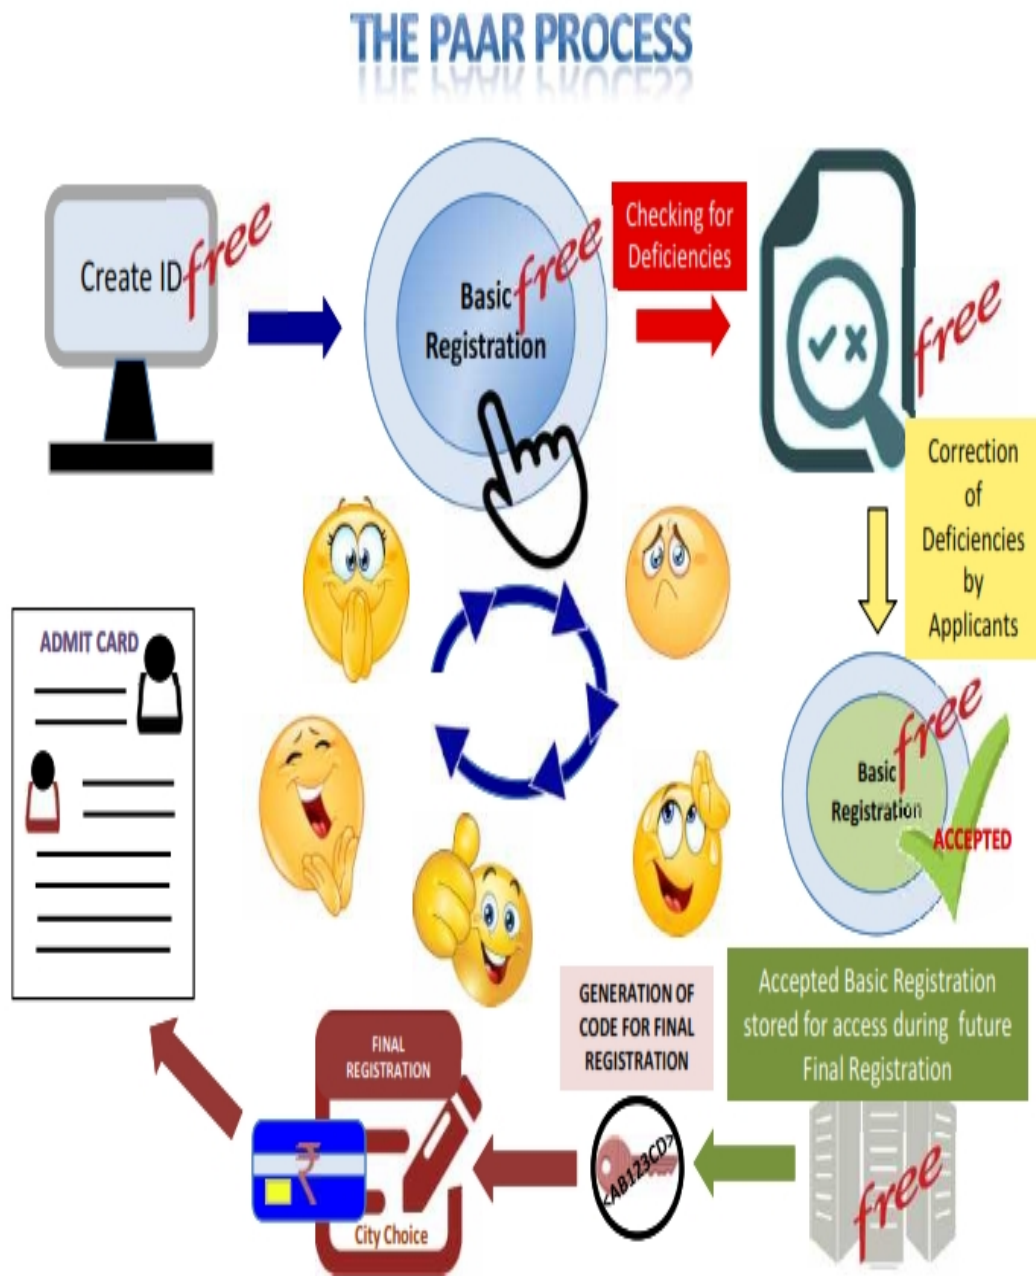 THE PAAR PROCESS
Create ID
free
Basic
Registration
free
Checking for
Deficiencies
free
Correction
of
Deficiencies
by
Applicants
Basic
Registration
free
ACCEPTED
Accepted Basic Registration
stored for access during future
Final Registration
free
GENERATION OF
CODE FOR FINAL
REGISTRATION
<AB123CD>
FINAL
REGISTRATION
₹
City Choice
ADMIT CARD